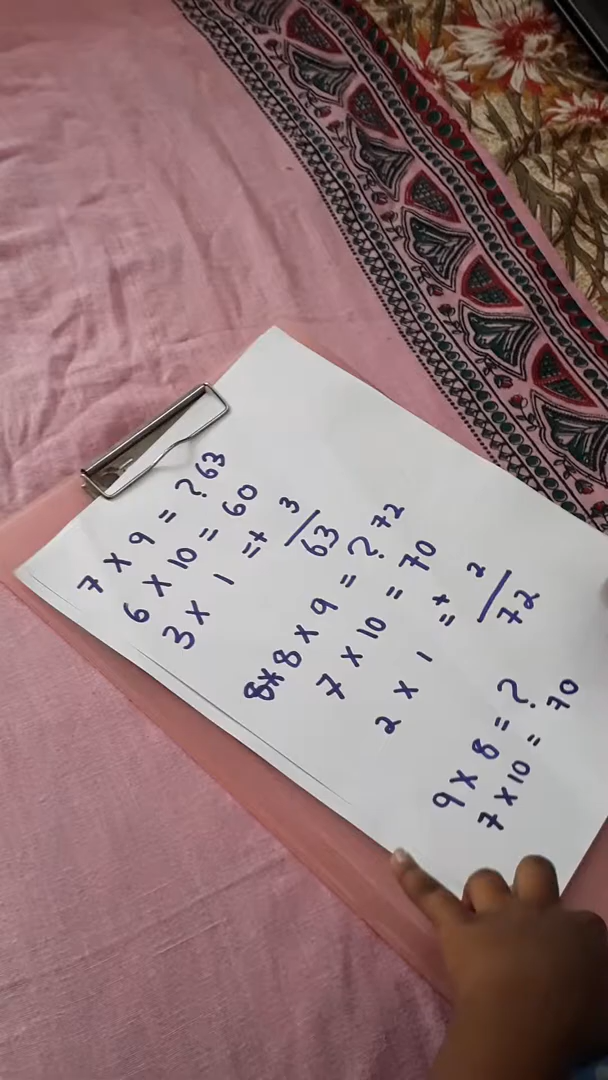 7 × 9 = ? 63
6 × 10 = 60
3 × 1 =+ 3
63
8× 8 × 9 = ? 72
7 × 10 = 70
2 × 1 =+ 2
72
9 × 8 = ?
7 × 10 = 70